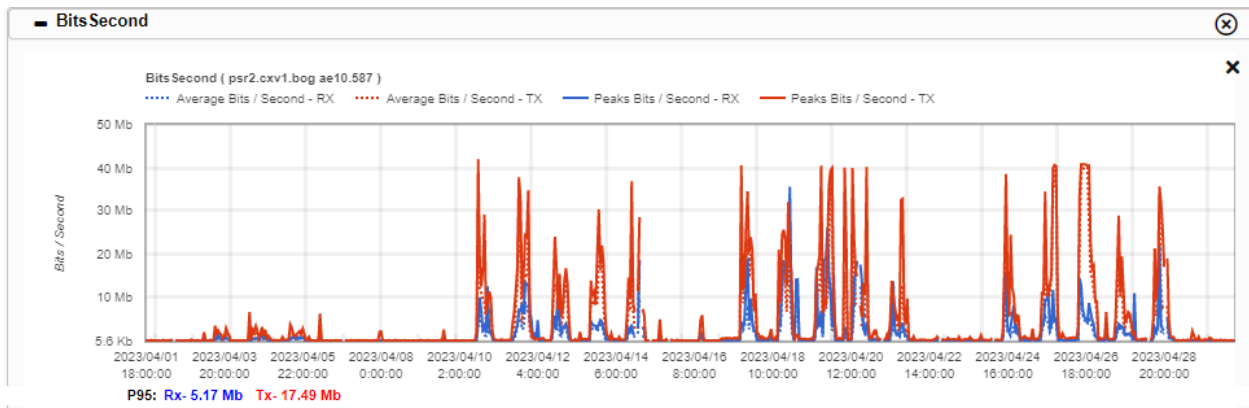 BitsSecond
BitsSecond ( psr2.cxv1.bog ae10.587 )
Average Bits / Second - RX Average Bits / Second - TX Peaks Bits / Second - RX Peaks Bits / Second - TX
50 Mb
40 Mb
30 Mb
20 Mb
10 Mb
5.6 Kb
Bits / Second
2023/04/01 2023/04/03 2023/04/05 2023/04/08 2023/04/10 2023/04/12 2023/04/14 2023/04/16 2023/04/18 2023/04/20 2023/04/22 2023/04/24 2023/04/26 2023/04/28
18:00:00 20:00:00 22:00:00 0:00:00 2:00:00 4:00:00 6:00:00 8:00:00 10:00:00 12:00:00 14:00:00 16:00:00 18:00:00 20:00:00
P95: Rx- 5.17 Mb Tx- 17.49 Mb